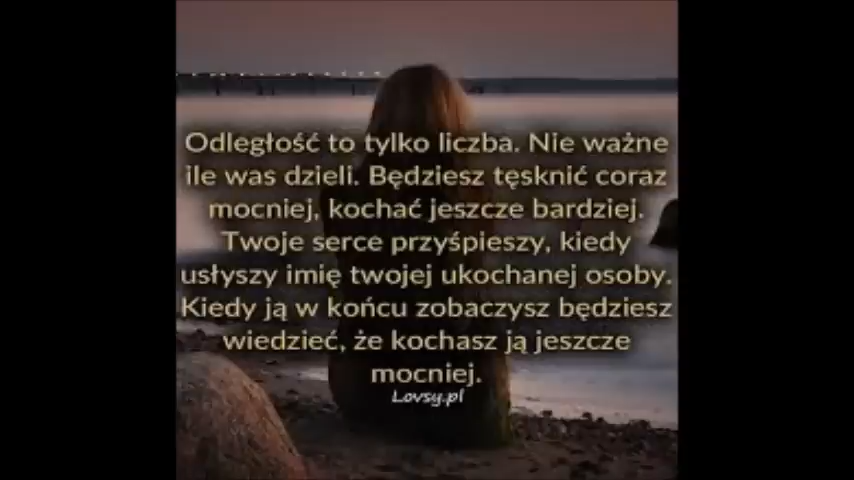 Odległość to tylko liczba. Nie ważne
ile was dzieli. Będziesz tęsknić coraz
mocniej, kochać jeszcze bardziej.
Twoje serce przyśpieszy, kiedy
usłyszy imię twojej ukochanej osoby.
Kiedy ją w końcu zobaczysz będziesz
wiedzieć, że kochasz ją jeszcze
mocniej.
Lovsy.pl